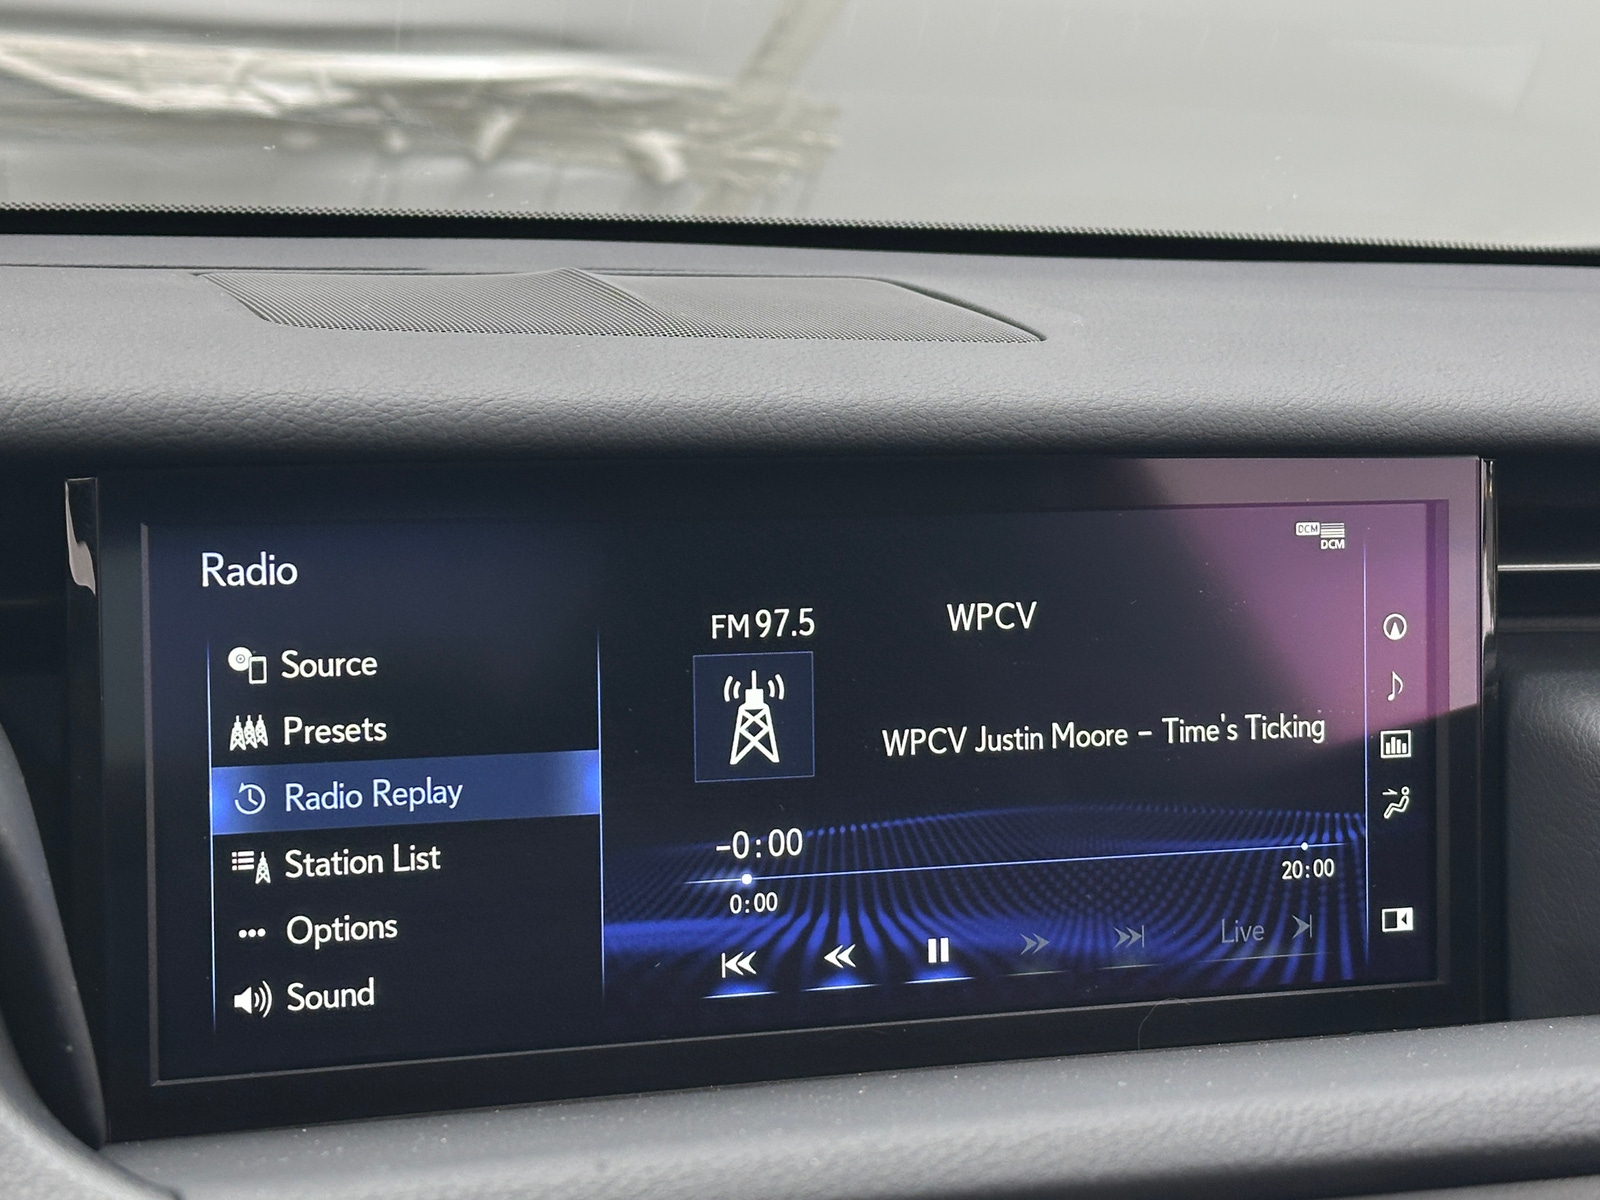 DCM
DCM
Radio
Source
Presets
Radio Replay
Station List
Options
Sound
FM 97.5
WPCV
WPCV Justin Moore - Time's Ticking
-0:00
0:00
20:00
Live